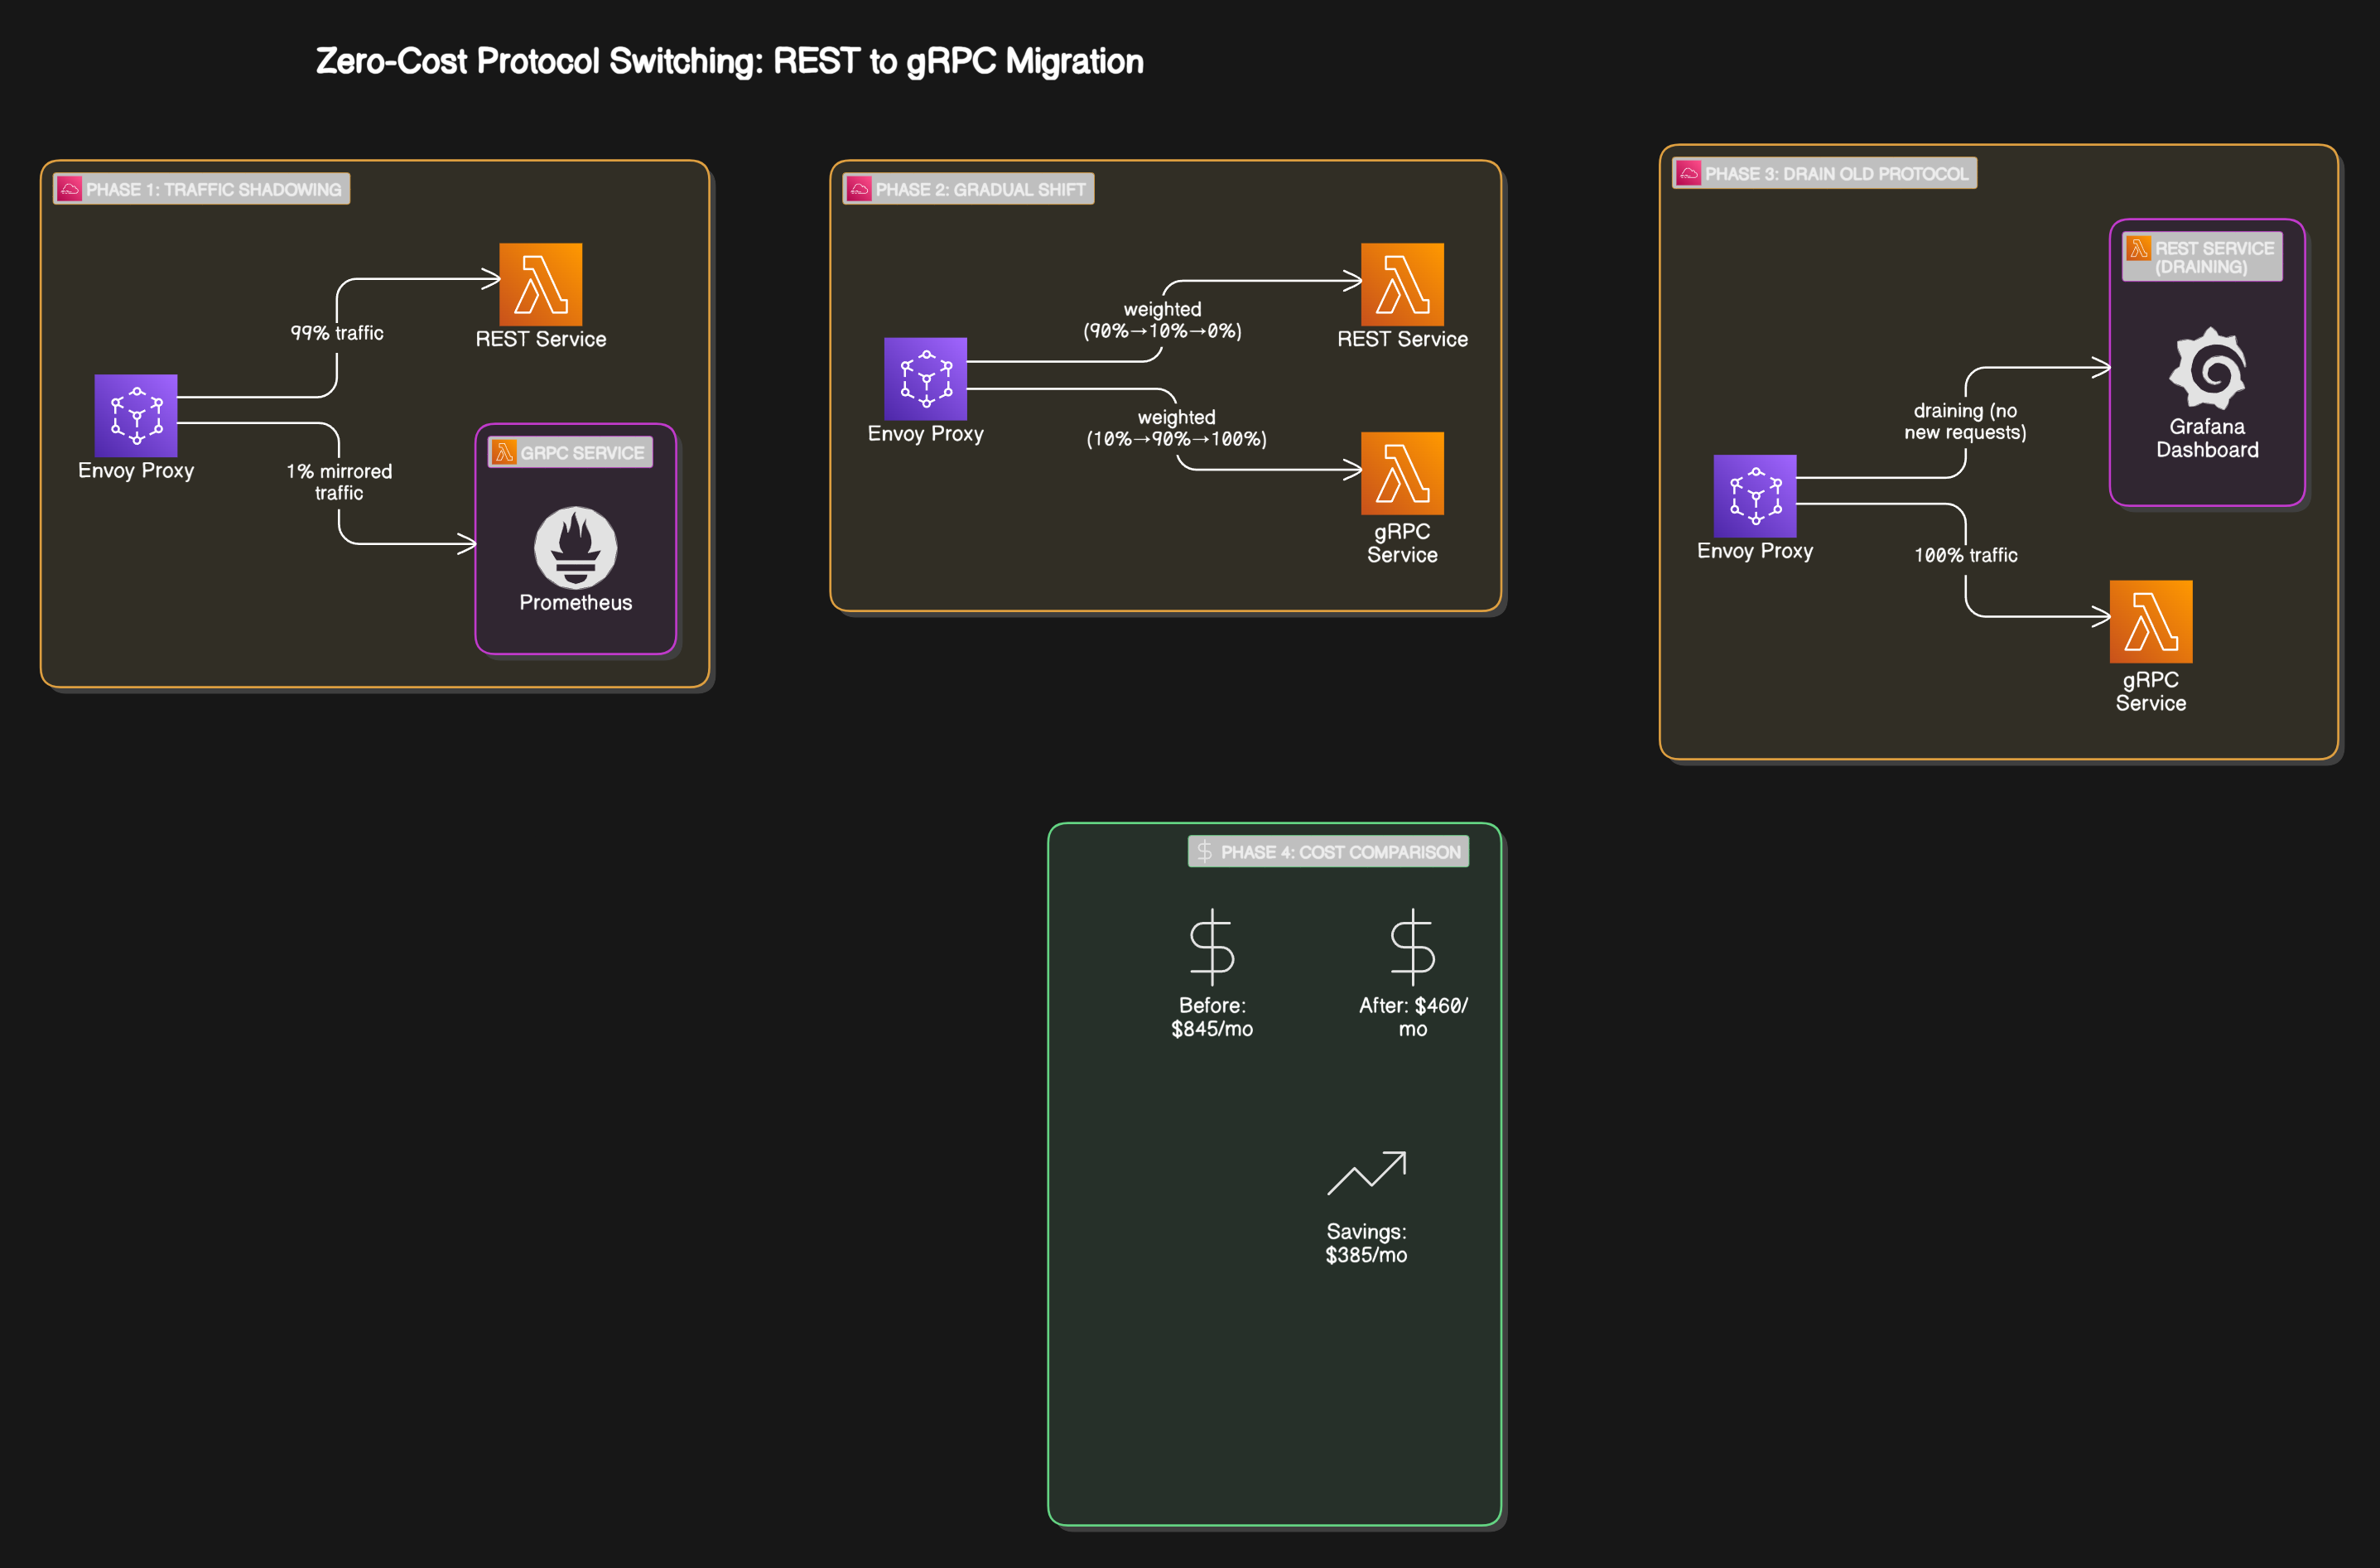 Zero-Cost Protocol Switching: REST to gRPC Migration
PHASE 1: TRAFFIC SHADOWING
REST Service
99% traffic
Envoy Proxy
1% mirrored
traffic
GRPC SERVICE
Prometheus
PHASE 2: GRADUAL SHIFT
weighted
(90%→10%→0%)
REST Service
Envoy Proxy
weighted
(10%→90%→100%)
gRPC
Service
PHASE 3: DRAIN OLD PROTOCOL
REST SERVICE
(DRAINING)
draining (no
new requests)
Grafana
Dashboard
Envoy Proxy
100% traffic
gRPC
Service
PHASE 4: COST COMPARISON
Before:
$845/mo
After: $460/
mo
Savings:
$385/mo